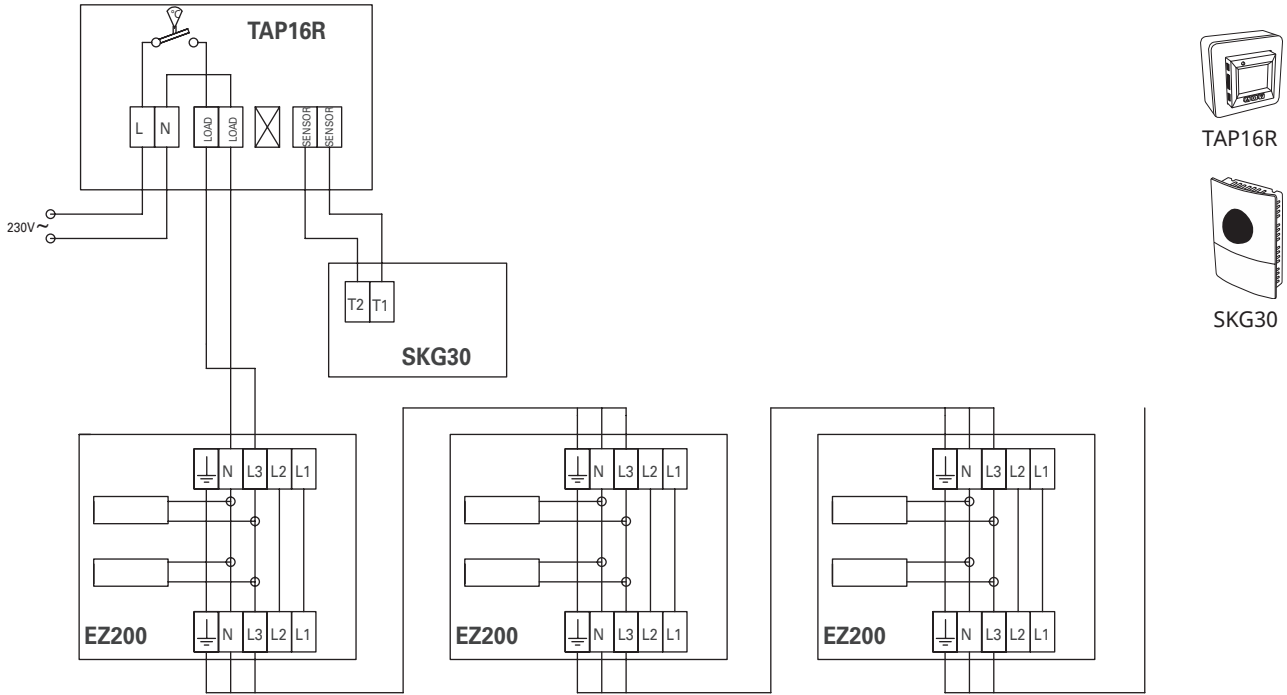 °C
TAP16R
L N LOAD LOAD SENSOR SENSOR
230V~
T2 T1
SKG30
N L3 L2 L1
EZ200
N L3 L2 L1
N L3 L2 L1
EZ200
N L3 L2 L1
N L3 L2 L1
EZ200
N L3 L2 L1
TAP16R
SKG30